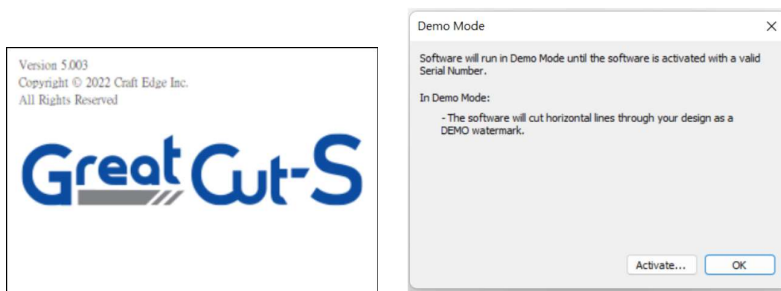 Version 5.003
Copyright © 2022 Craft Edge Inc.
All Rights Reserved
Great Cut-S
Demo Mode
Software will run in Demo Mode until the software is activated with a valid
Serial Number.
In Demo Mode:
- The software will cut horizontal lines through your design as a
DEMO watermark.
Activate...
OK